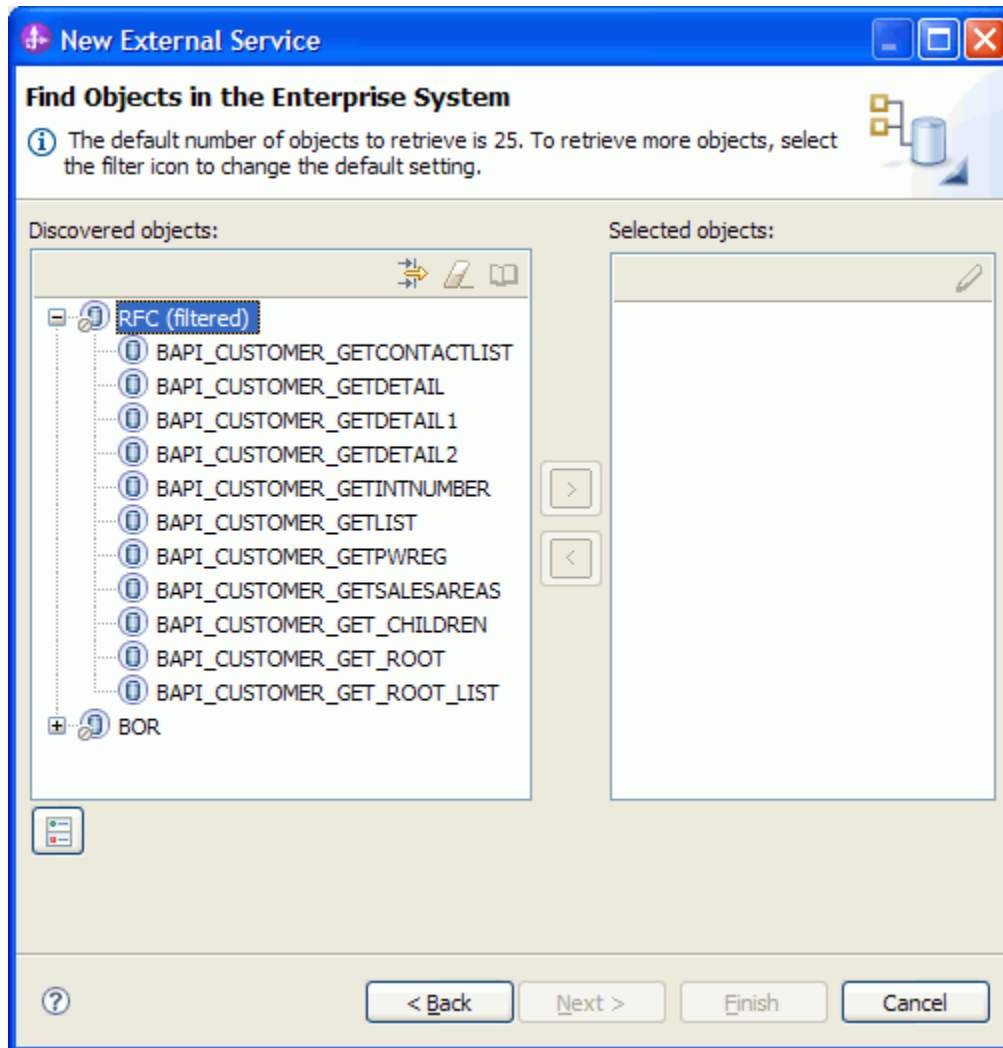 New External Service
Find Objects in the Enterprise System
The default number of objects to retrieve is 25. To retrieve more objects, select
the filter icon to change the default setting.
Discovered objects:
Selected objects:
RFC (filtered)
BAPI_CUSTOMER_GETCONTACTLIST
BAPI_CUSTOMER_GETDETAIL
BAPI_CUSTOMER_GETDETAIL1
BAPI_CUSTOMER_GETDETAIL2
BAPI_CUSTOMER_GETINTNUMBER
BAPI_CUSTOMER_GETLIST
BAPI_CUSTOMER_GETPWREG
BAPI_CUSTOMER_GETSALESAREAS
BAPI_CUSTOMER_GET_CHILDREN
BAPI_CUSTOMER_GET_ROOT
BAPI_CUSTOMER_GET_ROOT_LIST
BOR
>
<
? < Back Next > Finish Cancel